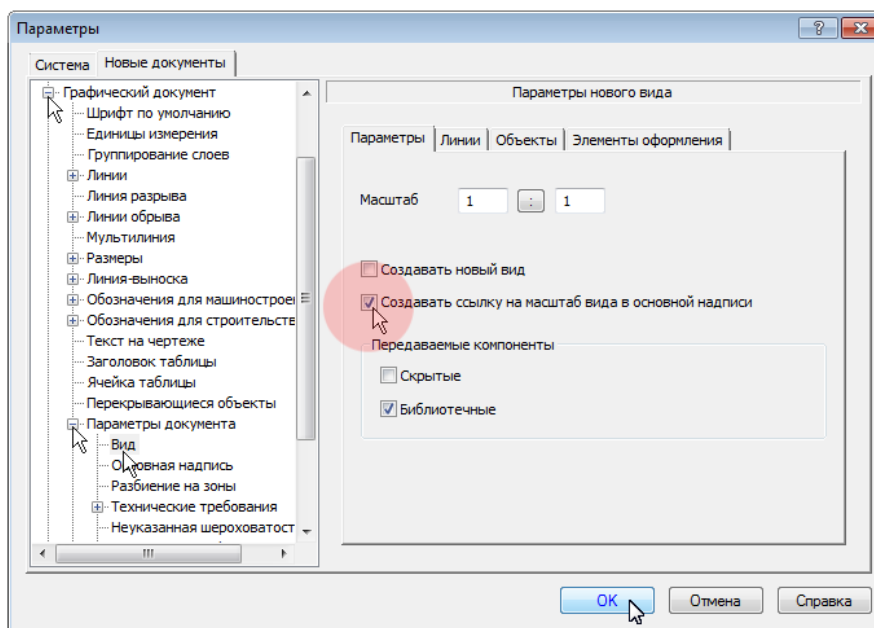 Параметры
Система Новые документы
Графический документ
Шрифт по умолчанию
Единицы измерения
Группирование слоев
Линии
Линия разрыва
Линии обрыва
Мультилиния
Размеры
Линия-выноска
Обозначения для машинострое
Обозначения для строительств
Текст на чертеже
Заголовок таблицы
Ячейка таблицы
Перекрывающиеся объекты
Параметры документа
Вид
Основная надпись
Разбиение на зоны
Технические требования
Неуказанная шероховатост
Параметры нового вида
Параметры Линии Объекты Элементы оформления
Масштаб 1 : 1
Создавать новый вид
Создавать ссылку на масштаб вида в основной надписи
Передаваемые компоненты
Скрытые
Библиотечные
OK Отмена Справка